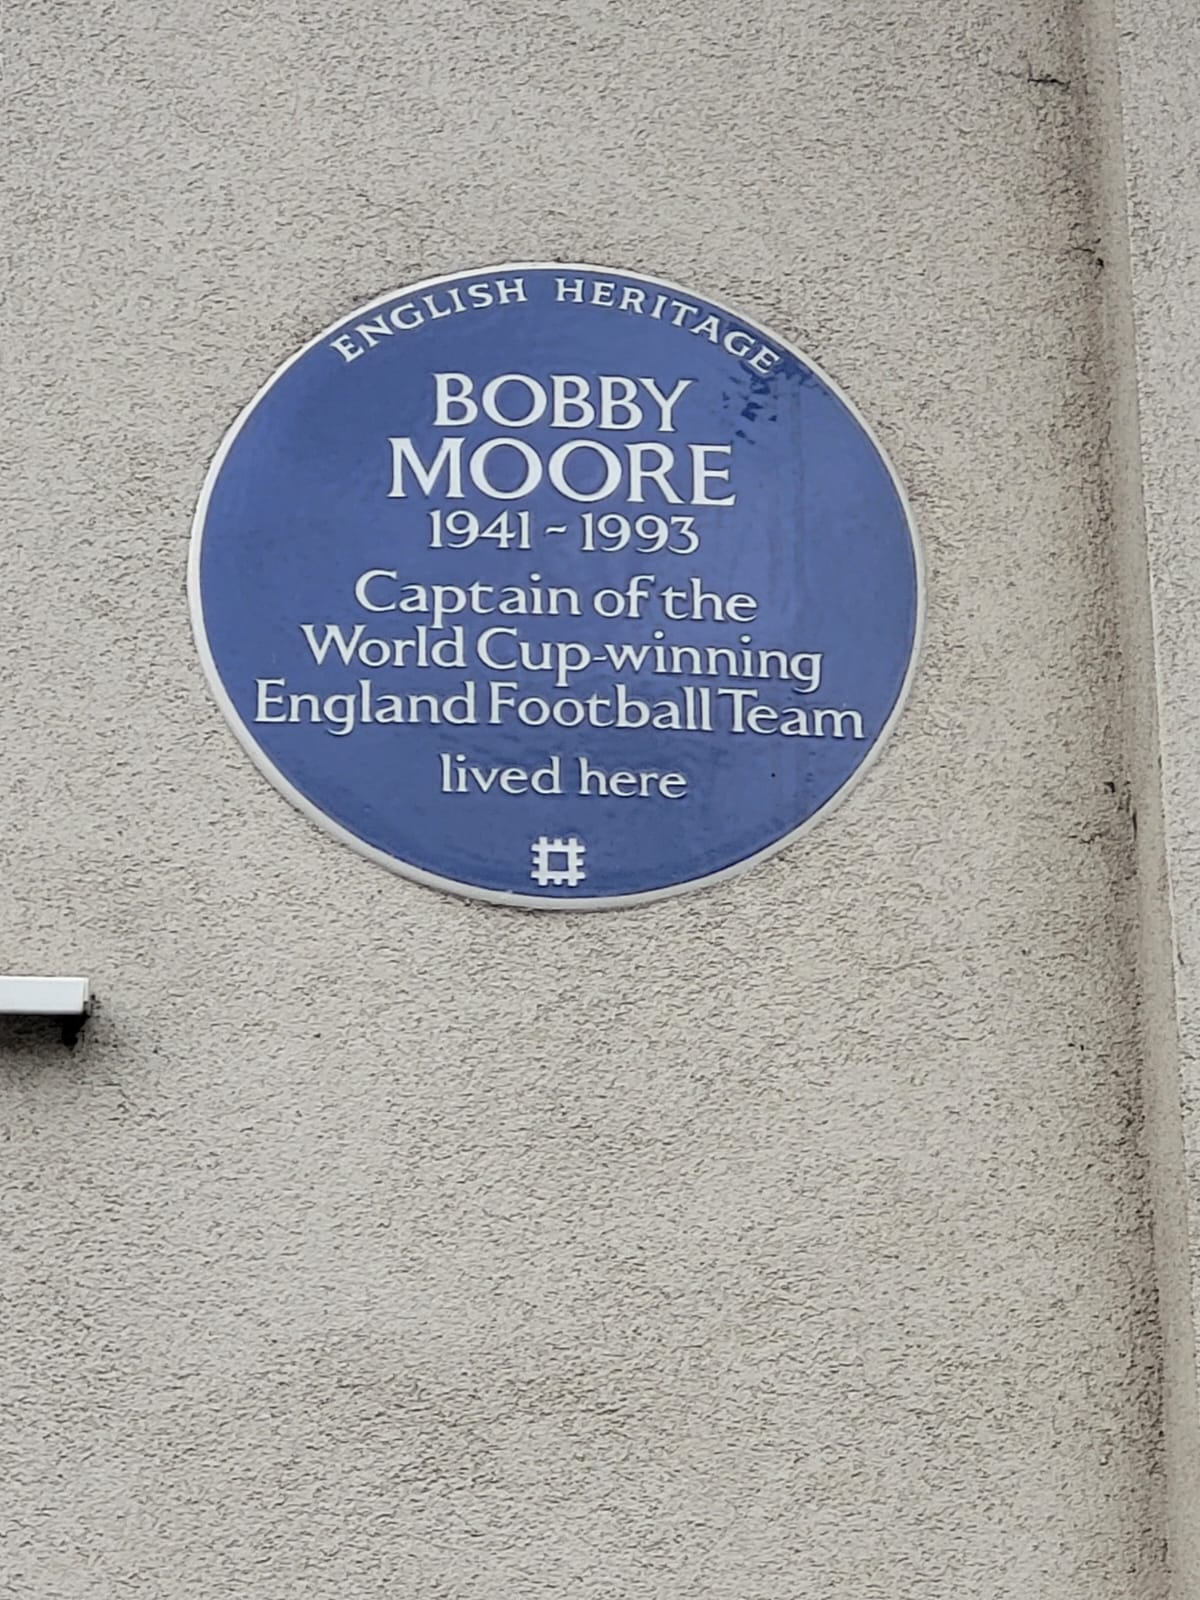 ENGLISH HERITAGE
BOBBY
MOORE
1941 ~ 1993
Captain of the
World Cup-winning
England Football Team
lived here